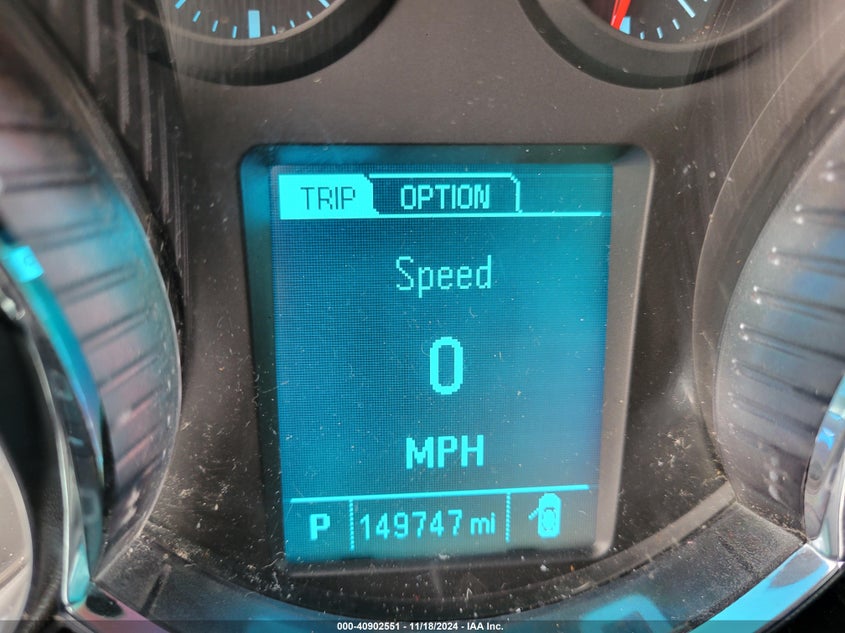 TRIP OPTION
Speed
0
MPH
P 149747 mi
000-40902551 - 11/18/2024 - IAA Inc.